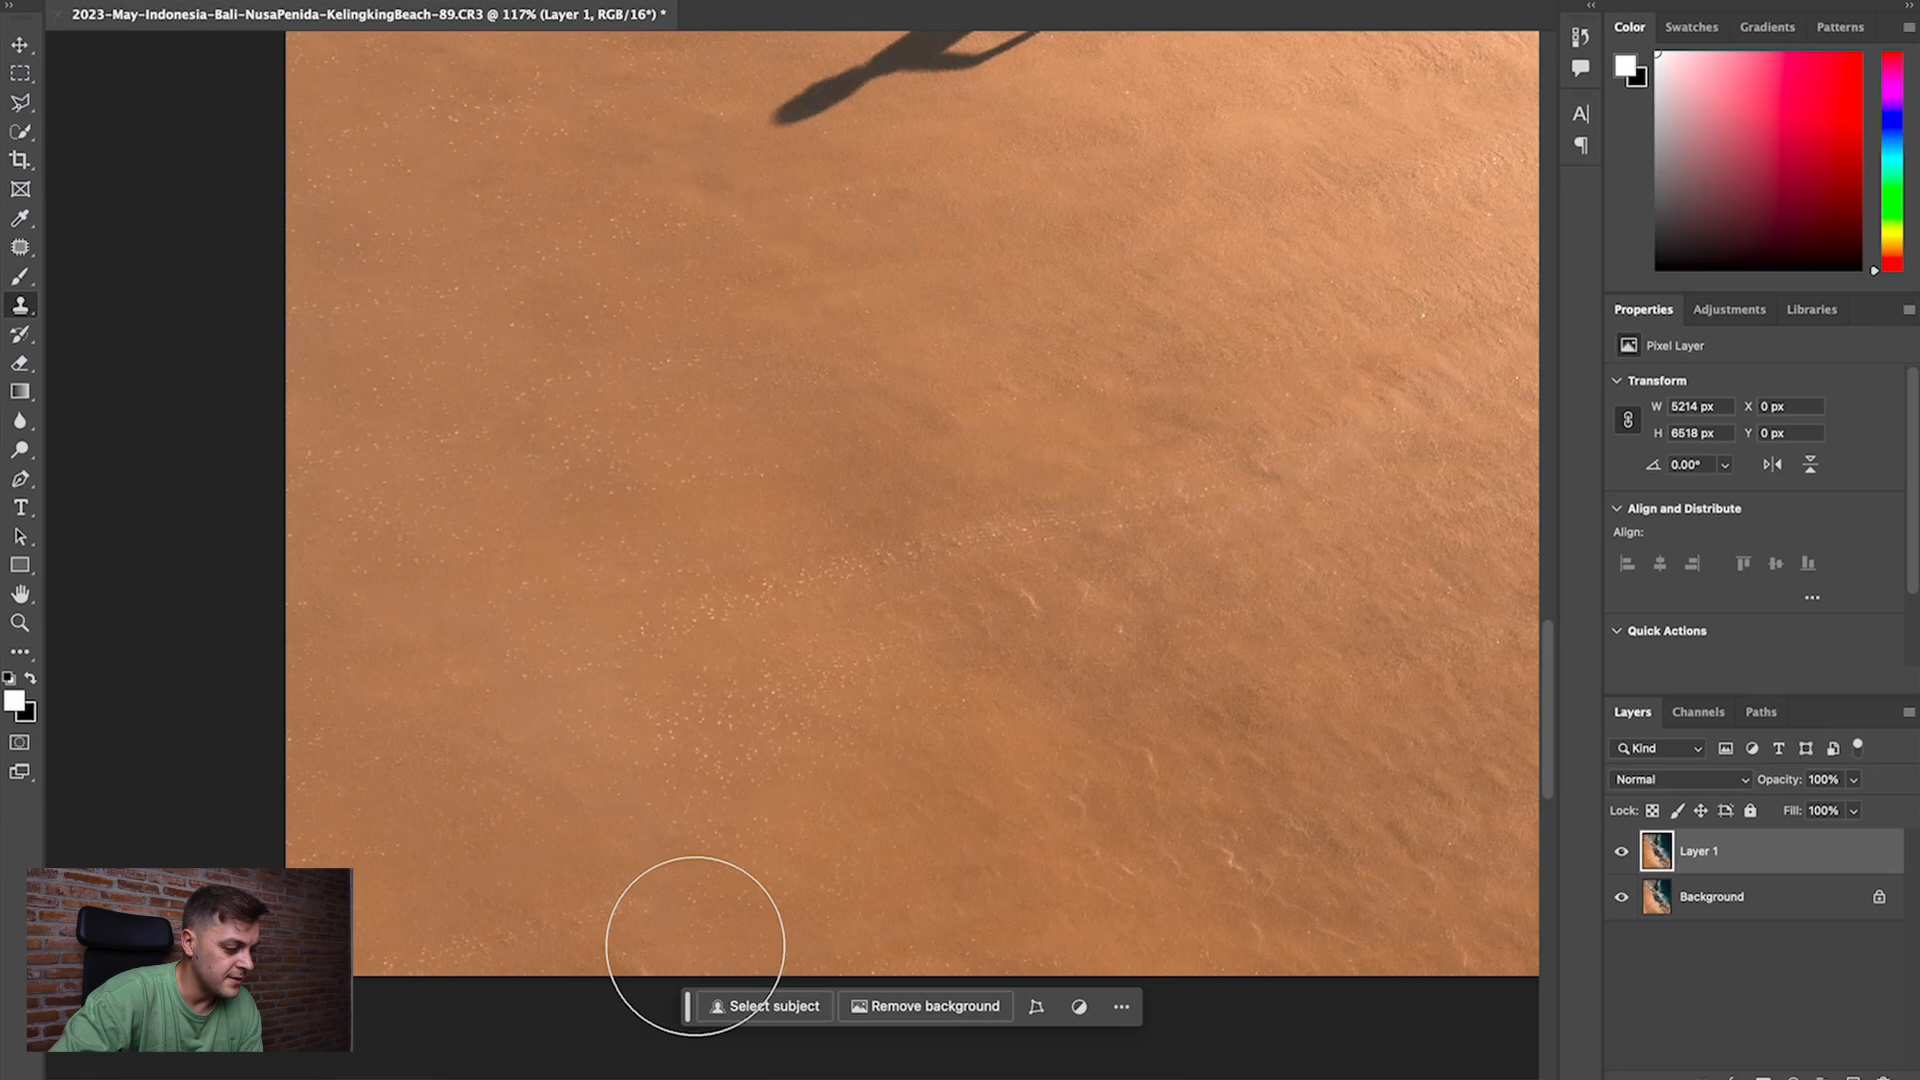 2023-May-Indonesia-Bali-NusaPenida-KelingkingBeach-89.CR3 @ 117% (Layer 1, RGB/16*) *
Color Swatches Gradients Patterns
Properties Adjustments Libraries
Pixel Layer
Transform
W 5214 px X 0 px
H 6518 px Y 0 px
0.00°
Align and Distribute
Align:
Quick Actions
Layers Channels Paths
Kind
Normal Opacity: 100%
Lock: Fill: 100%
Layer 1
Background
Select subject Remove background